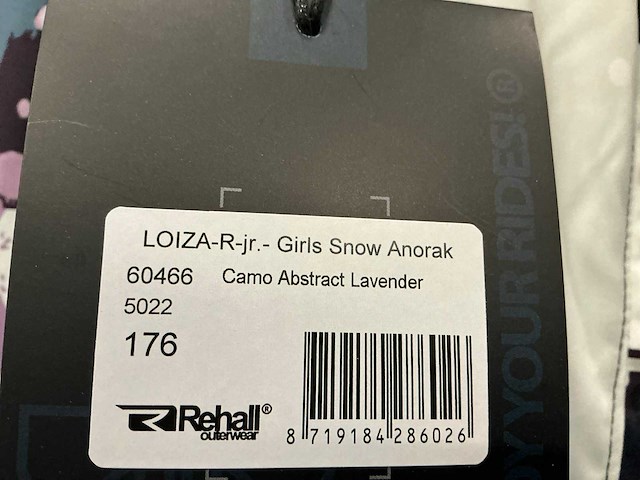 LOIZA-R-jr.- Girls Snow Anorak
60466 Camo Abstract Lavender
5022
176
Rehall®
outerwear
8 719184 286026
Y YOUR RIDES!®